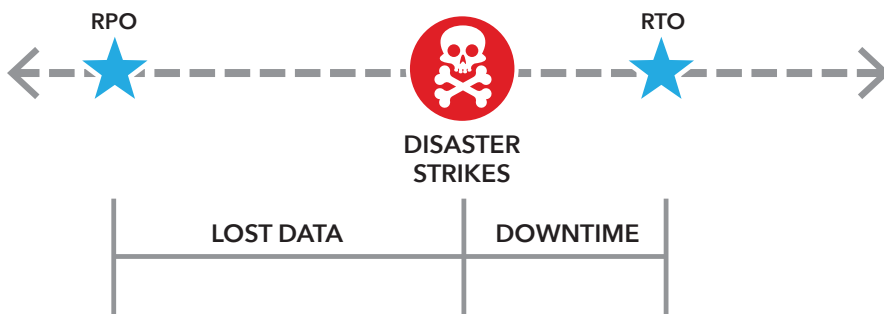 RPO
RTO
DISASTER
STRIKES
LOST DATA
DOWNTIME